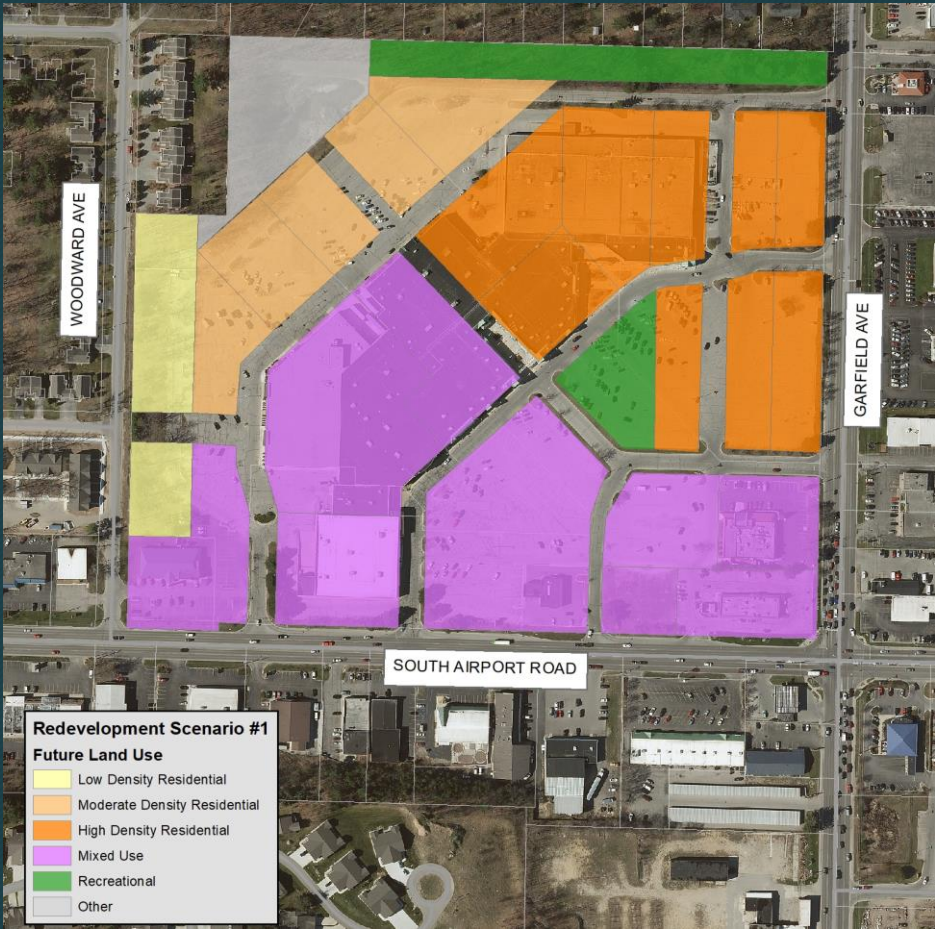 WOODWARD AVE
GARFIELD AVE
SOUTH AIRPORT ROAD
Redevelopment Scenario #1
Future Land Use
Low Density Residential
Moderate Density Residential
High Density Residential
Mixed Use
Recreational
Other